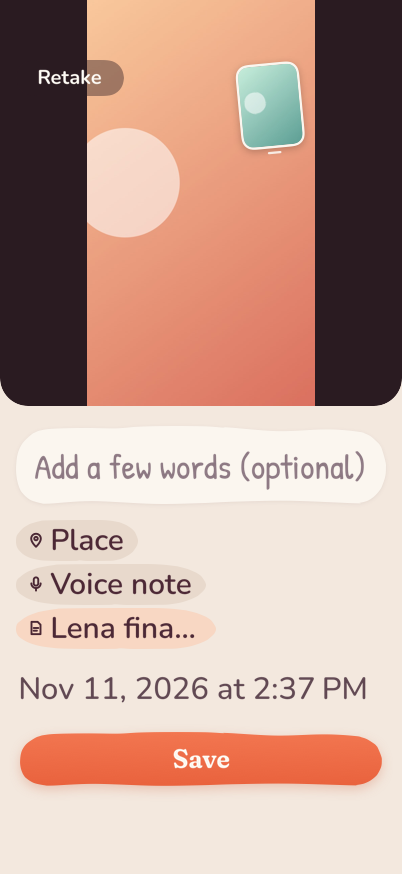 Retake
Add a few words (optional)
Place
Voice note
Lena fina...
Nov 11, 2026 at 2:37 PM
Save